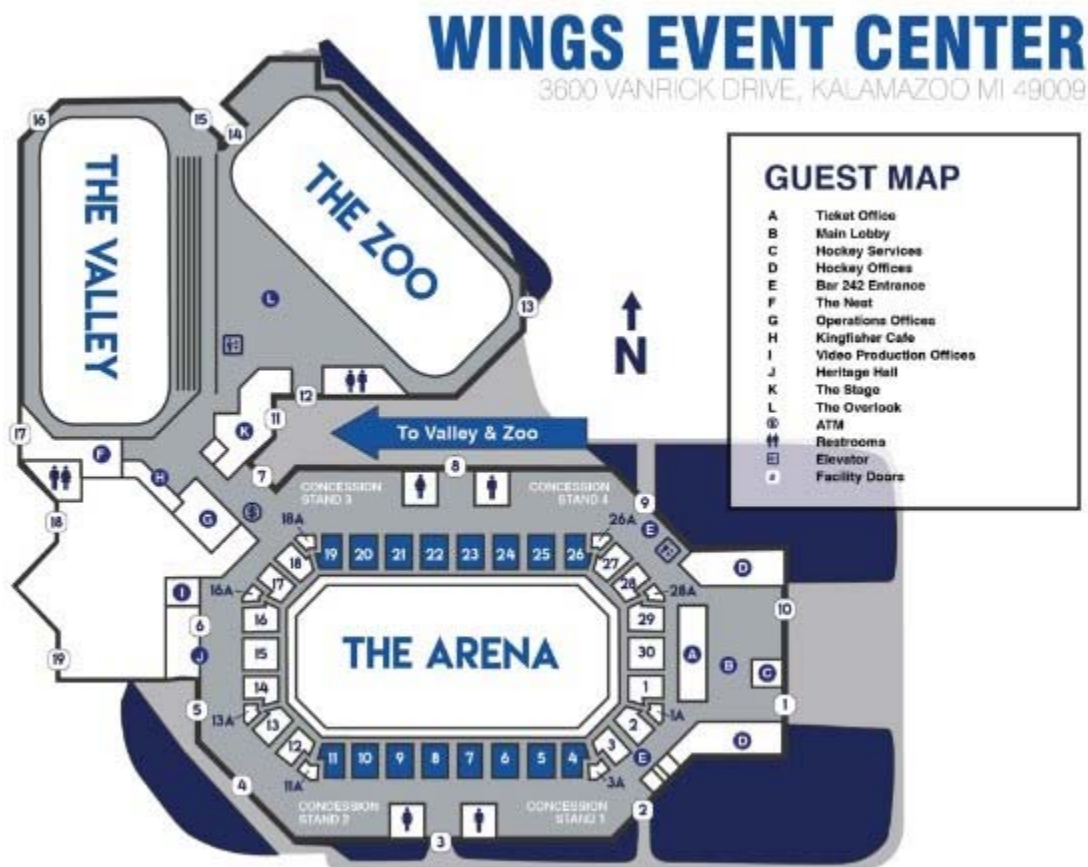 WINGS EVENT CENTER
3600 VANRICK DRIVE, KALAMAZOO MI 49009
GUEST MAP
A Ticket Office
B Main Lobby
C Hockey Services
D Hockey Offices
E Bar 242 Entrance
F The Nest
G Operations Offices
H Kingfisher Cafe
I Video Production Offices
J Heritage Hall
K The Stage
L The Overlook
$ ATM
Restrooms
Elevator
# Facility Doors
N
16
15
14
THE VALLEY
THE ZOO
L
13
12
11
K
To Valley & Zoo
17
F
H
G
18
7
8
$
CONCESSION
STAND 3
CONCESSION
STAND 4
9
E
18A
26A
19 20 21 22 23 24 25 26
18
17
16A
16
15
14
13A
13
12
11A
27
28
28A
29
30
1
1A
2
3
3A
THE ARENA
11 10 9 8 7 6 5 4
I
6
J
19
5
4
D
10
A
B
C
1
D
E
2
CONCESSION
STAND 2
CONCESSION
STAND 1
3